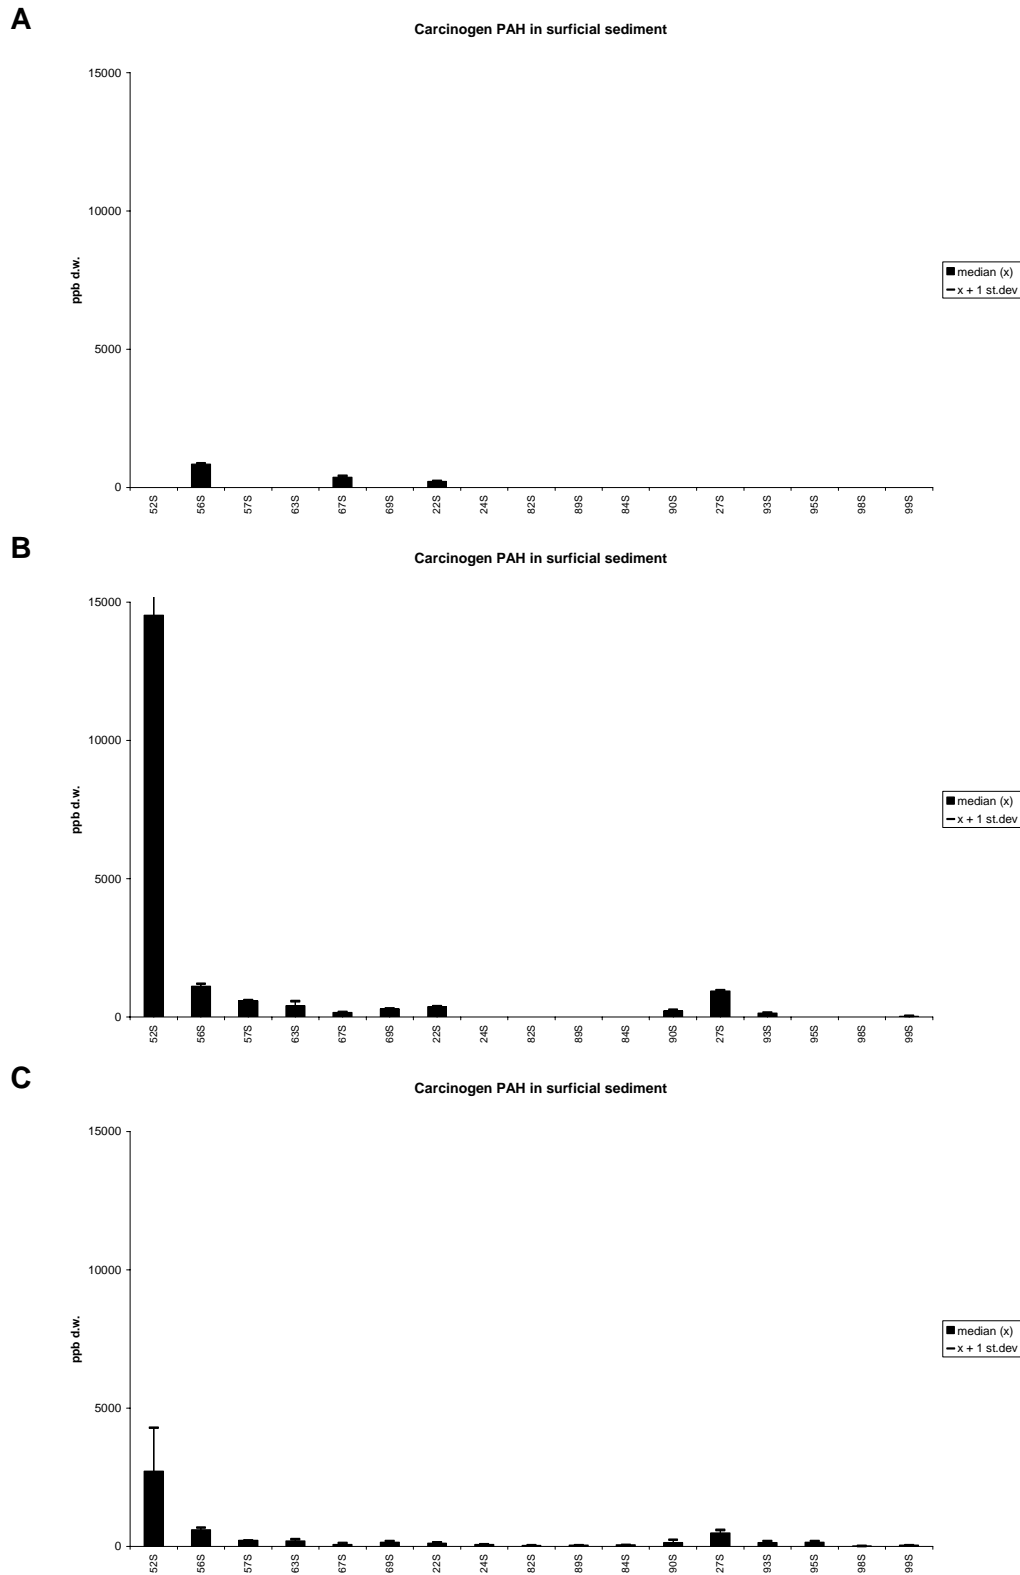 A
Carcinogen PAH in surficial sediment
15000
10000
5000
0
ppb d.w.
median (x)
x + 1 st.dev
52S 56S 57S 63S 67S 69S 22S 24S 82S 89S 84S 90S 27S 93S 95S 98S 99S
B
Carcinogen PAH in surficial sediment
15000
10000
5000
0
ppb d.w.
median (x)
x + 1 st.dev
52S 56S 57S 63S 67S 69S 22S 24S 82S 89S 84S 90S 27S 93S 95S 98S 99S
C
Carcinogen PAH in surficial sediment
15000
10000
5000
0
ppb d.w.
median (x)
x + 1 st.dev
52S 56S 57S 63S 67S 69S 22S 24S 82S 89S 84S 90S 27S 93S 95S 98S 99S